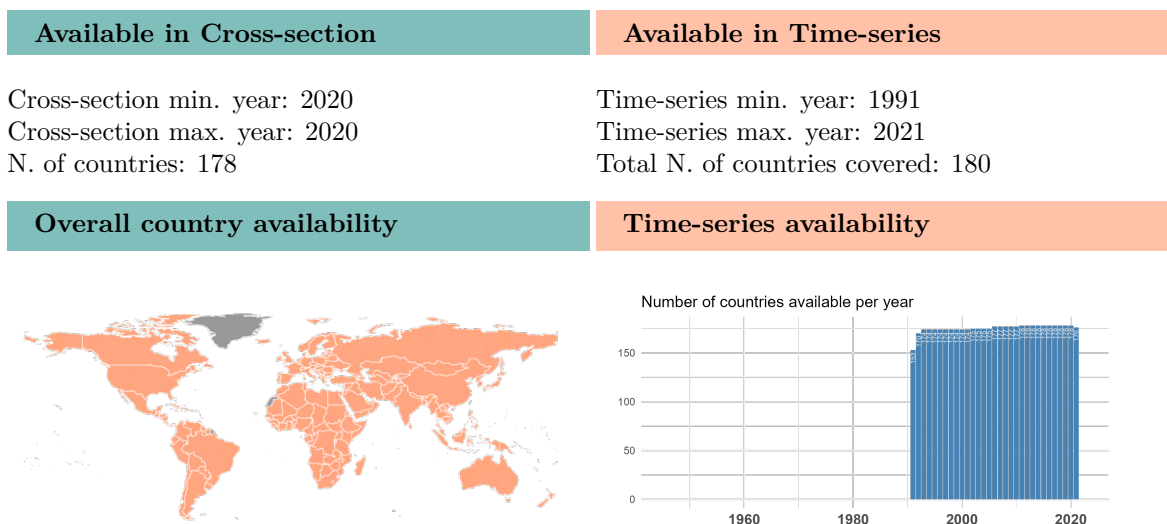 Available in Cross-section
Cross-section min. year: 2020
Cross-section max. year: 2020
N. of countries: 178
Available in Time-series
Time-series min. year: 1991
Time-series max. year: 2021
Total N. of countries covered: 180
Overall country availability
Time-series availability
Number of countries available per year
150
100
50
0
1960
1980
2000
2020